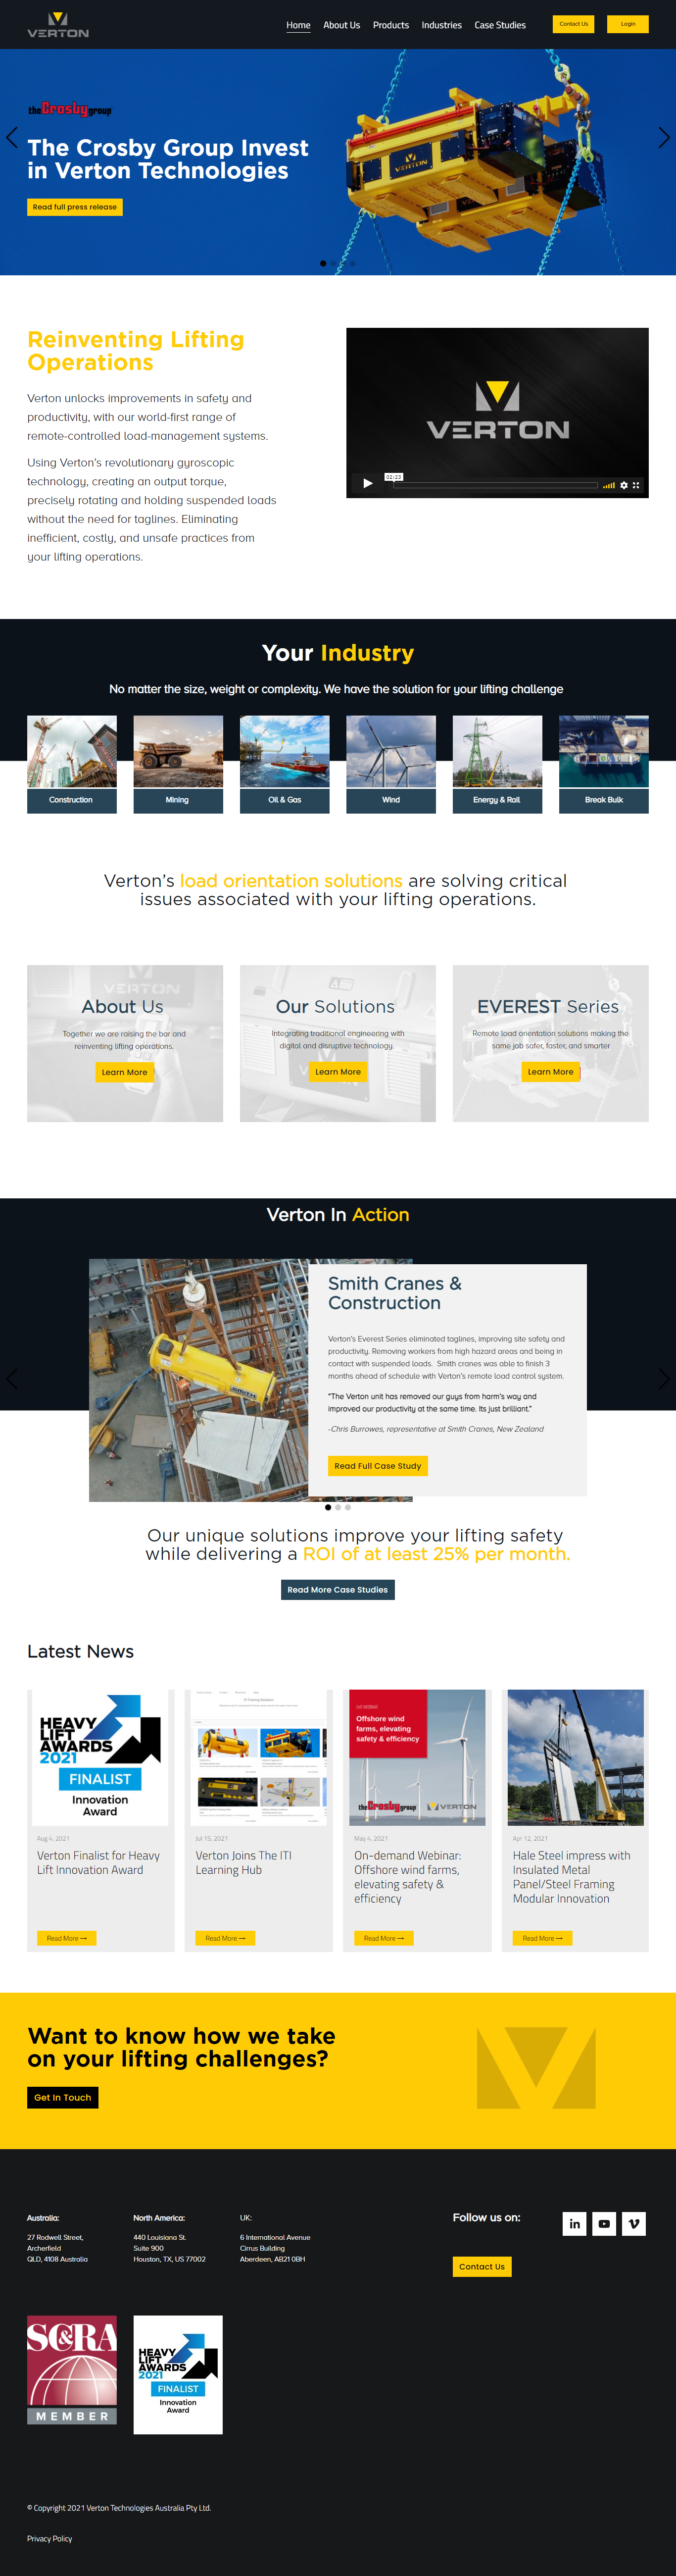 VERTON
Home About Us Products Industries Case Studies Contact Us Login
theCrosbygroup
The Crosby Group Invest
in Verton Technologies
Read full press release
VERTON
Reinventing Lifting
Operations
Verton unlocks improvements in safety and
productivity, with our world-first range of
remote-controlled load-management systems.
Using Verton’s revolutionary gyroscopic
technology, creating an output torque,
precisely rotating and holding suspended loads
without the need for taglines. Eliminating
inefficient, costly, and unsafe practices from
your lifting operations.
VERTON
02:23
Your Industry
No matter the size, weight or complexity. We have the solution for your lifting challenge
Construction Mining Oil & Gas Wind Energy & Rail Break Bulk
Verton’s load orientation solutions are solving critical
issues associated with your lifting operations.
VERTON
About Us
Together we are raising the bar and
reinventing lifting operations.
Learn More
Our Solutions
Integrating traditional engineering with
digital and disruptive technology
Learn More
EVEREST Series
Remote load orientation solutions making the
same job safer, faster, and smarter
Learn More
Verton In Action
Smith Cranes &
Construction
Verton’s Everest Series eliminated taglines, improving site safety and
productivity. Removing workers from high hazard areas and being in
contact with suspended loads. Smith cranes was able to finish 3
months ahead of schedule with Verton’s remote load control system.
“The Verton unit has removed our guys from harm’s way and
improved our productivity at the same time. Its just brilliant.”
-Chris Burrowes, representative at Smith Cranes, New Zealand
Read Full Case Study
Our unique solutions improve your lifting safety
while delivering a ROI of at least 25% per month.
Read More Case Studies
Latest News
HEAVY
LIFT
AWARDS
2021
FINALIST
Innovation
Award
Aug 4, 2021
Verton Finalist for Heavy
Lift Innovation Award
Read More →
Jul 15, 2021
Verton Joins The ITI
Learning Hub
Read More →
LIVE WEBINAR
Offshore wind
farms, elevating
safety & efficiency
theCrosbygroup VERTON
May 4, 2021
On-demand Webinar:
Offshore wind farms,
elevating safety &
efficiency
Read More →
Apr 12, 2021
Hale Steel impress with
Insulated Metal
Panel/Steel Framing
Modular Innovation
Read More →
Want to know how we take
on your lifting challenges?
Get In Touch
Australia:
27 Rodwell Street,
Archerfield
QLD, 4108 Australia
North America:
440 Louisiana St.
Suite 900
Houston, TX, US 77002
UK:
6 International Avenue
Cirrus Building
Aberdeen, AB21 0BH
Follow us on:
in
Contact Us
SC&RA
MEMBER
HEAVY
LIFT
AWARDS
2021
FINALIST
Innovation
Award
© Copyright 2021 Verton Technologies Australia Pty Ltd.
Privacy Policy